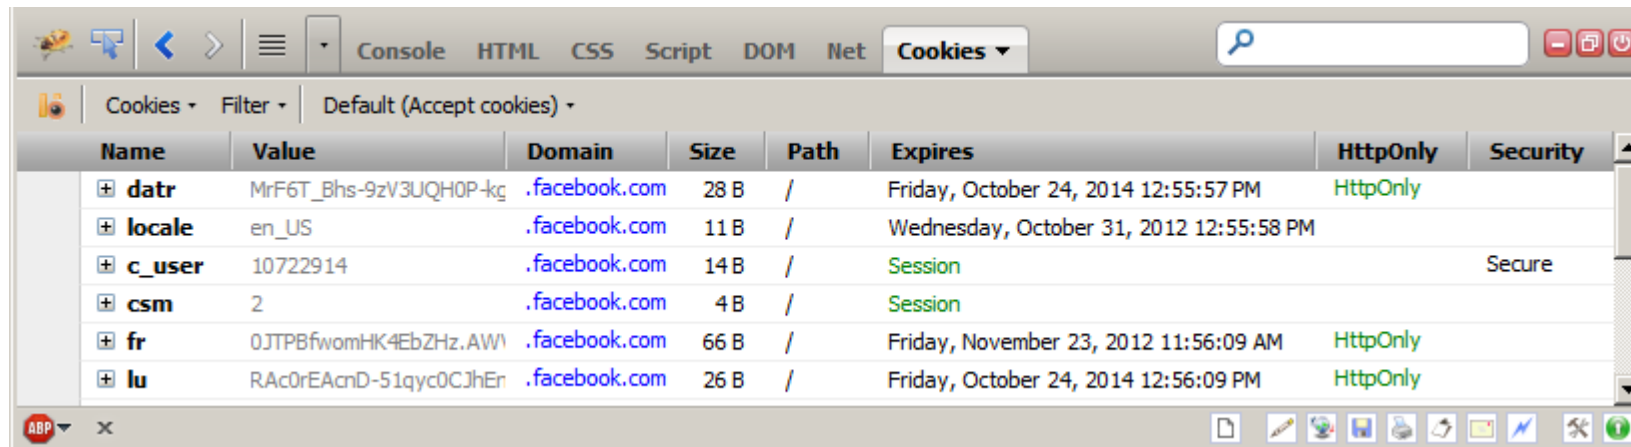 Console HTML CSS Script DOM Net Cookies
Cookies Filter Default (Accept cookies)
Name Value Domain Size Path Expires HttpOnly Security
datr MrF6T_Bhs-9zV3UQH0P-kg .facebook.com 28 B / Friday, October 24, 2014 12:55:57 PM HttpOnly
locale en_US .facebook.com 11 B / Wednesday, October 31, 2012 12:55:58 PM
c_user 10722914 .facebook.com 14 B / Session Secure
csm 2 .facebook.com 4 B / Session
fr 0JTPBfwomHK4EbZHz.AW .facebook.com 66 B / Friday, November 23, 2012 11:56:09 AM HttpOnly
lu RAc0rEAcnD-51qyc0CJhEn .facebook.com 26 B / Friday, October 24, 2014 12:56:09 PM HttpOnly
ABP